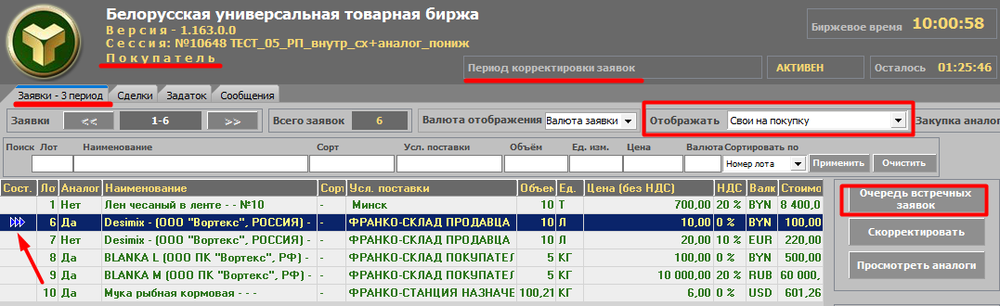 Белорусская универсальная товарная биржа
Версия - 1.163.0.0
Сессия: №10648 ТЕСТ_05_РП_внутр_сх+аналог_пониж
Покупатель
Биржевое время 10:00:58
Период корректировки заявок АКТИВЕН Осталось 01:25:46
Заявки - 3 период Сделки Задаток Сообщения
Заявки << 1-6 >> Всего заявок 6 Валюта отображения Валюта заявки Отображать Свои на покупку Закупка аналог
Поиск Лот Наименование Сорт Усл. поставки Объём Ед. изм. Цена Валюта Сортировать по
Номер лота Применить Очистить
Сост. Ло Аналог Наименование Сорт Усл. поставки Объем Ед. Цена (без НДС) НДС Валк Стоимо
1 Нет Лен чесаный в ленте - - №10 - Минск 10 Т 700,00 20 % BYN 8 400,0
6 Да Desimix - (ООО "Вортекс", РОССИЯ) - - ФРАНКО-СКЛАД ПРОДАВЦА 10 Л 10,00 0 % BYN 100,00
7 Нет Desimix - (ООО "Вортекс", РОССИЯ) - - ФРАНКО-СКЛАД ПРОДАВЦА 10 Л 20,00 10 % EUR 220,00
8 Да BLANKA L (ООО ПК "Вортекс", РФ) - - ФРАНКО-СКЛАД ПОКУПАТЕЛ 5 КГ 100,00 0 % BYN 500,00
9 Да BLANKA M (ООО ПК "Вортекс", РФ) - - ФРАНКО-СКЛАД ПОКУПАТЕЛ 5 КГ 10 000,00 20 % RUB 60 000,
10 Да Мука рыбная кормовая - - - - ФРАНКО-СТАНЦИЯ НАЗНАЧЕ 100,21 КГ 6,00 0 % USD 601,26
Очередь встречных
заявок
Скорректировать
Просмотреть аналоги